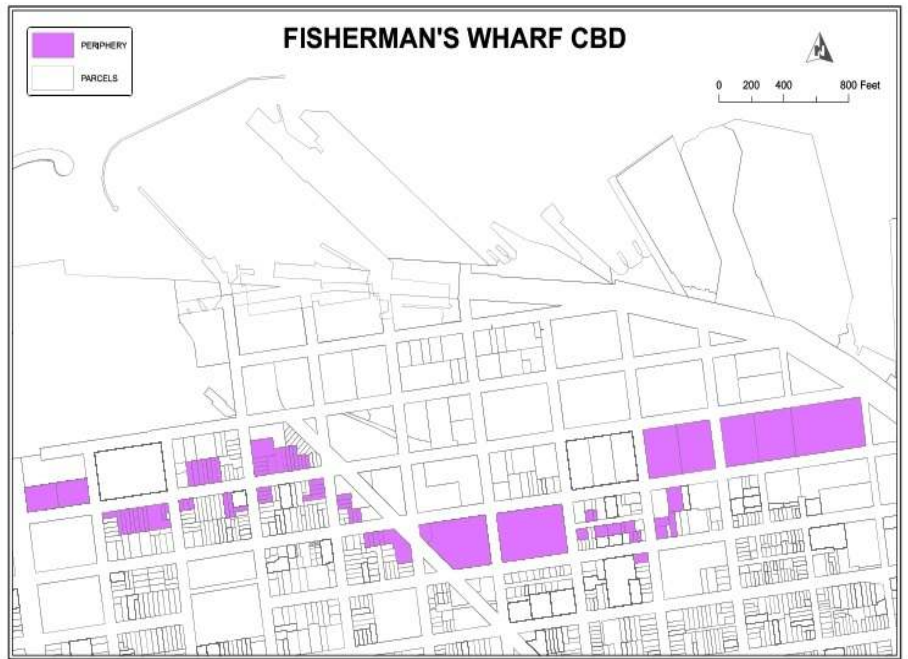 FISHERMAN'S WHARF CBD
PERIPHERY
PARCELS
N
0 200 400 800 Feet